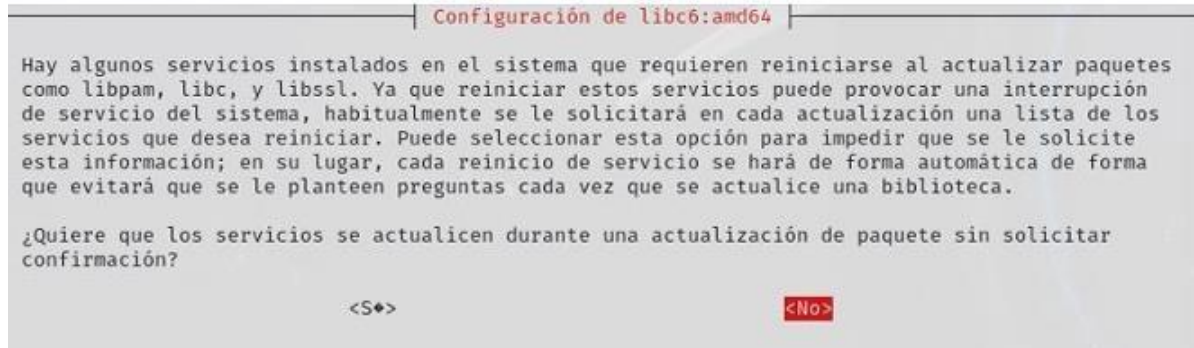 Configuración de libc6:amd64
Hay algunos servicios instalados en el sistema que requieren reiniciarse al actualizar paquetes
como libpam, libc, y libssl. Ya que reiniciar estos servicios puede provocar una interrupción
de servicio del sistema, habitualmente se le solicitará en cada actualización una lista de los
servicios que desea reiniciar. Puede seleccionar esta opción para impedir que se le solicite
esta información; en su lugar, cada reinicio de servicio se hará de forma automática de forma
que evitará que se le planteen preguntas cada vez que se actualice una biblioteca.
¿Quiere que los servicios se actualicen durante una actualización de paquete sin solicitar
confirmación?
<S�> <No>